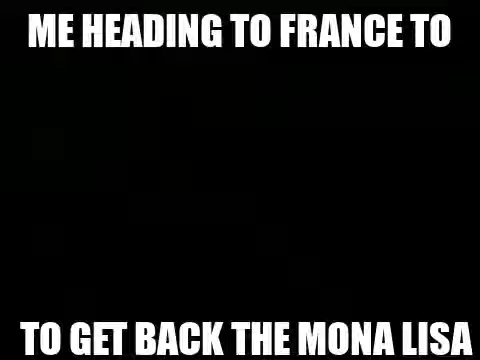 ME HEADING TO FRANCE TO
TO GET BACK THE MONA LISA